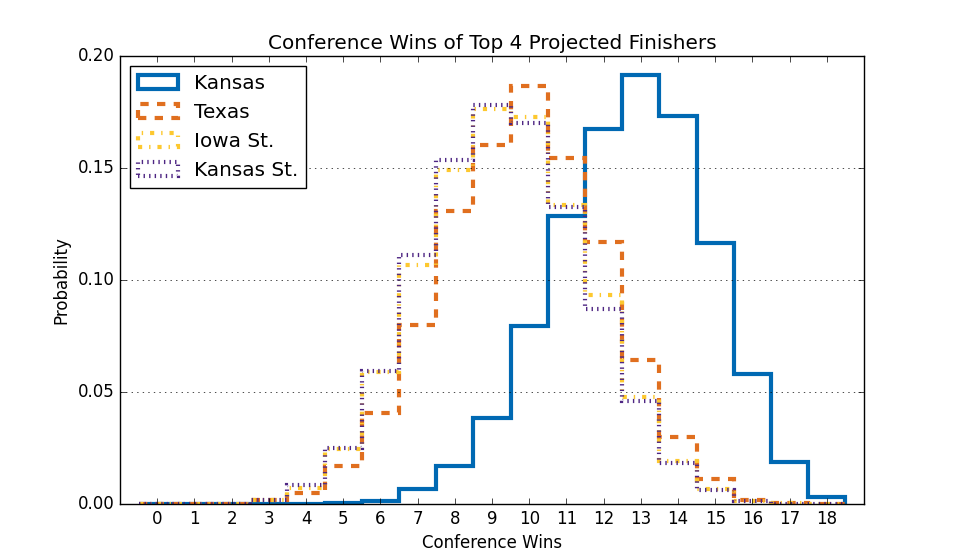 Conference Wins of Top 4 Projected Finishers
0.20
0.15
0.10
0.05
0.00
Probability
Kansas
Texas
Iowa St.
Kansas St.
0 1 2 3 4 5 6 7 8 9 10 11 12 13 14 15 16 17 18
Conference Wins